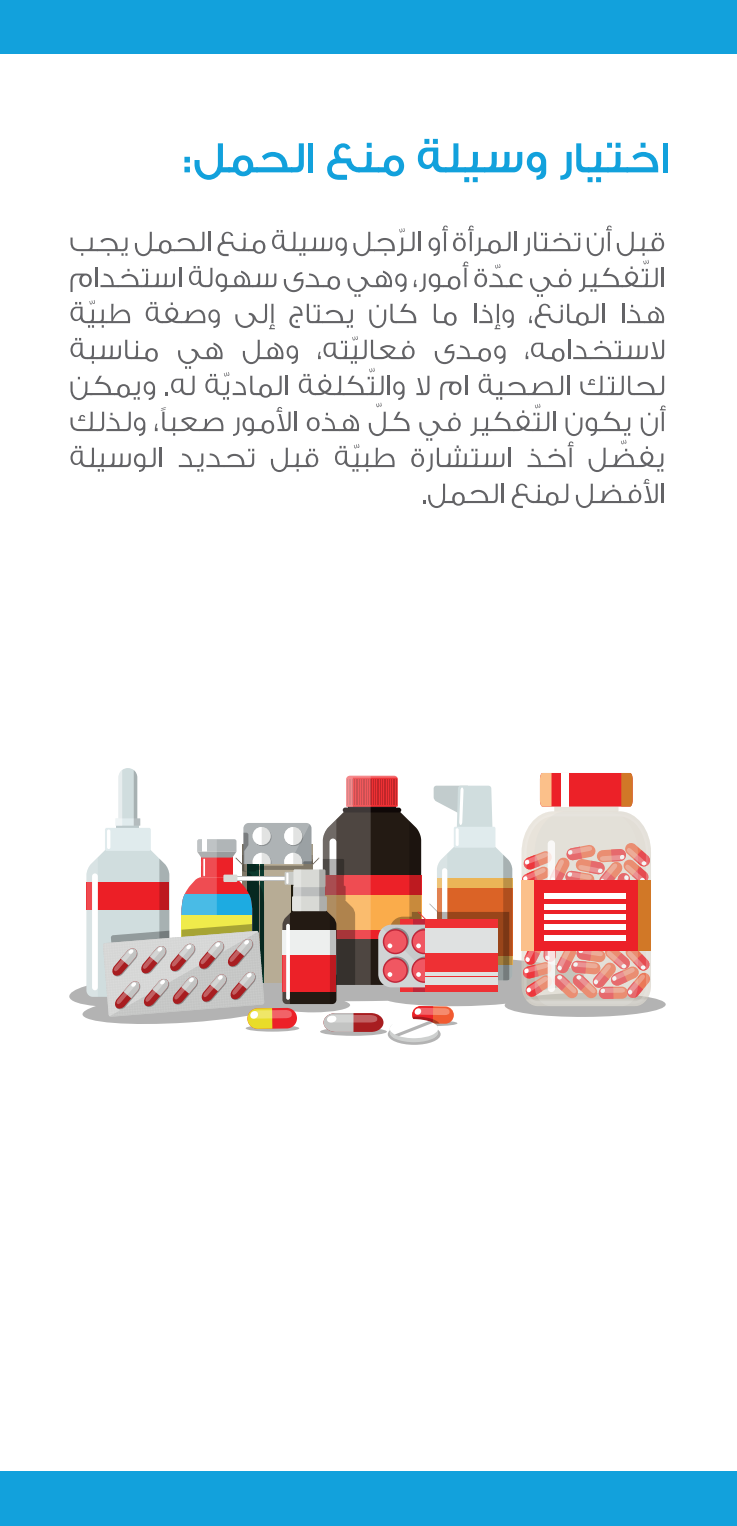 اختيار وسيلة منع الحمل:
قبل أن تختار المرأة أو الرّجل وسيلة منع الحمل يجب
التّفكير في عدّة أمور، وهي مدى سهولة استخدام
هذا المانع، وإذا ما كان يحتاج إلى وصفة طبيّة
لاستخدامه، ومدى فعاليّته، وهل هي مناسبة
لحالتك الصحية ام لا والتّكلفة الماديّة له. ويمكن
أن يكون التّفكير في كلّ هذه الأمور صعباً، ولذلك
يفضّل أخذ استشارة طبيّة قبل تحديد الوسيلة
الأفضل لمنع الحمل.